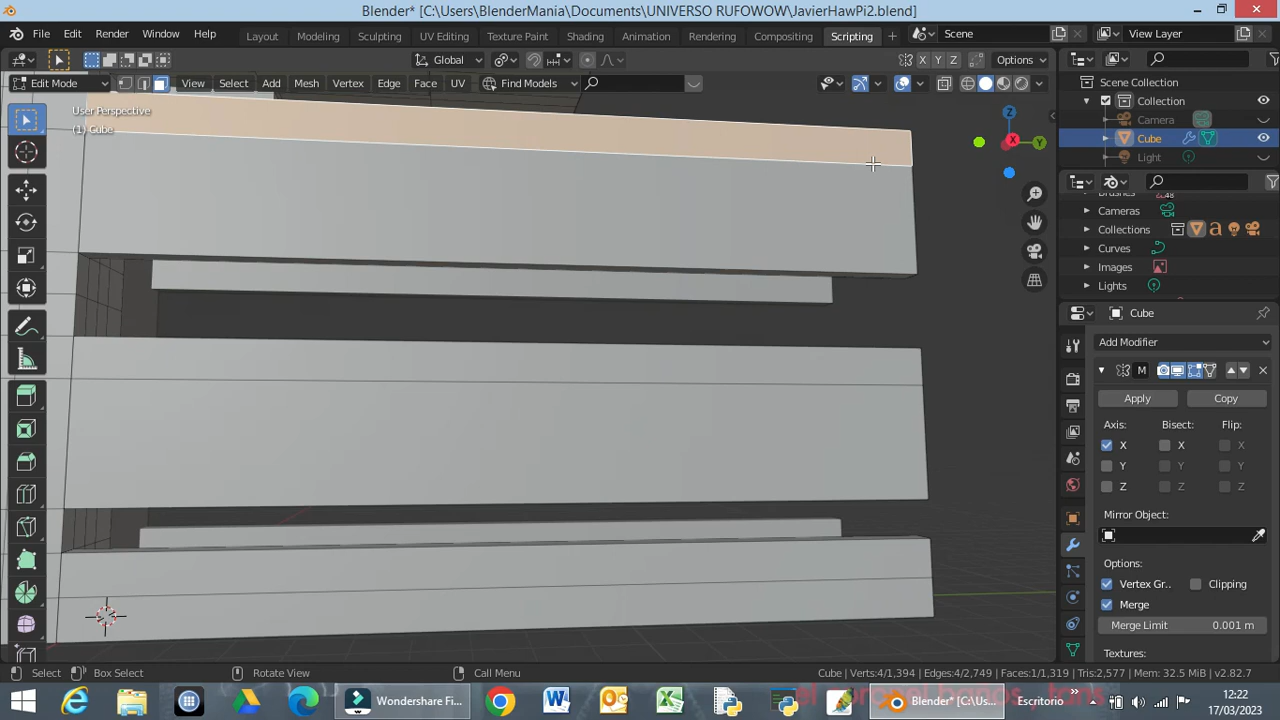 Blender* [C:\Users\BlenderMania\Documents\UNIVERSO RUFOWOW\JavierHawPi2.blend]
File Edit Render Window Help Layout Modeling Sculpting UV Editing Texture Paint Shading Animation Rendering Compositing Scripting + Scene View Layer
Global X Y Z Options
Edit Mode View Select Add Mesh Vertex Edge Face UV Find Models
User Perspective
(1) Cube
Scene Collection
Collection
Camera
Cube
Light
Brushes 48
Cameras
Collections
Curves
Images
Lights
Cube
Add Modifier
M
Apply Copy
Axis: Bisect: Flip:
X X X
Y Y Y
Z Z Z
Mirror Object:
Options:
Vertex Gr... Clipping
Merge
Merge Limit 0.001 m
Textures:
Select Box Select Rotate View Call Menu Cube | Verts:4/1,394 | Edges:4/2,749 | Faces:1/1,319 | Tris:2,577 | Mem: 32.5 MiB | v2.82.7
Wondershare Fi... Blender* [C:\Us... Escritorio
12:22
17/03/2023